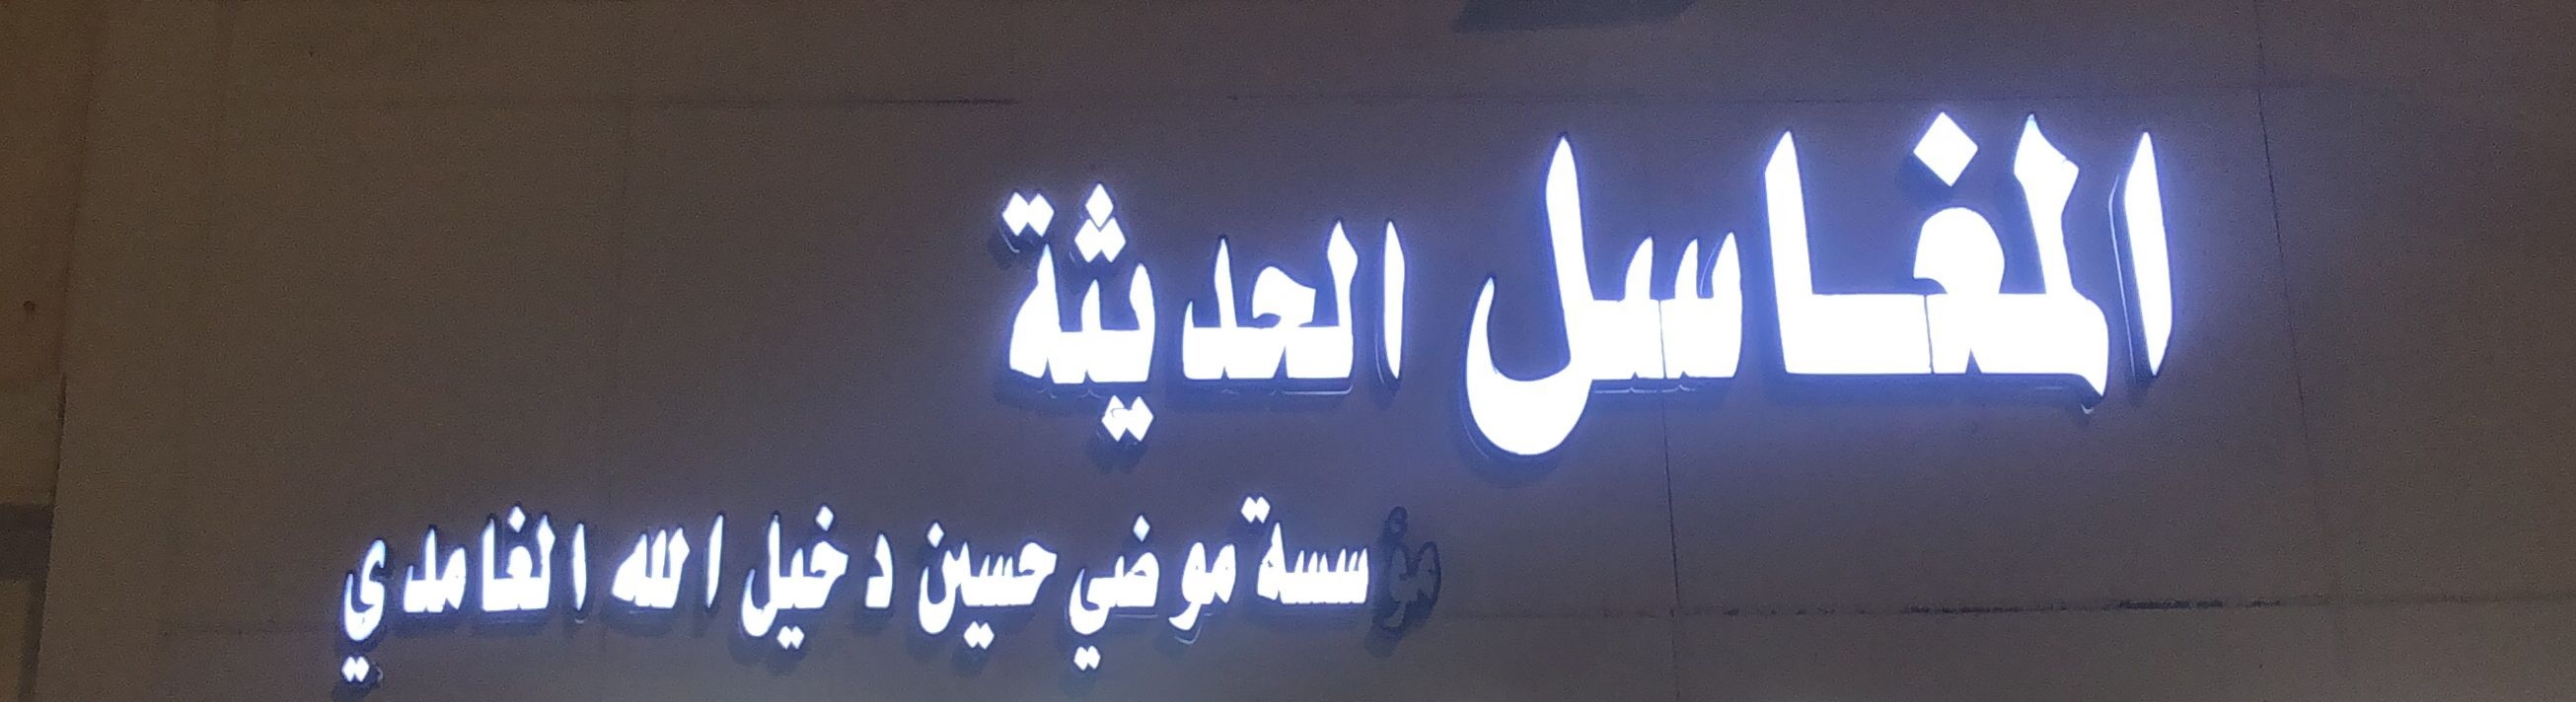 المغاسل الحديثة
مؤسسة موضي حسين دخيل الله الغامدي